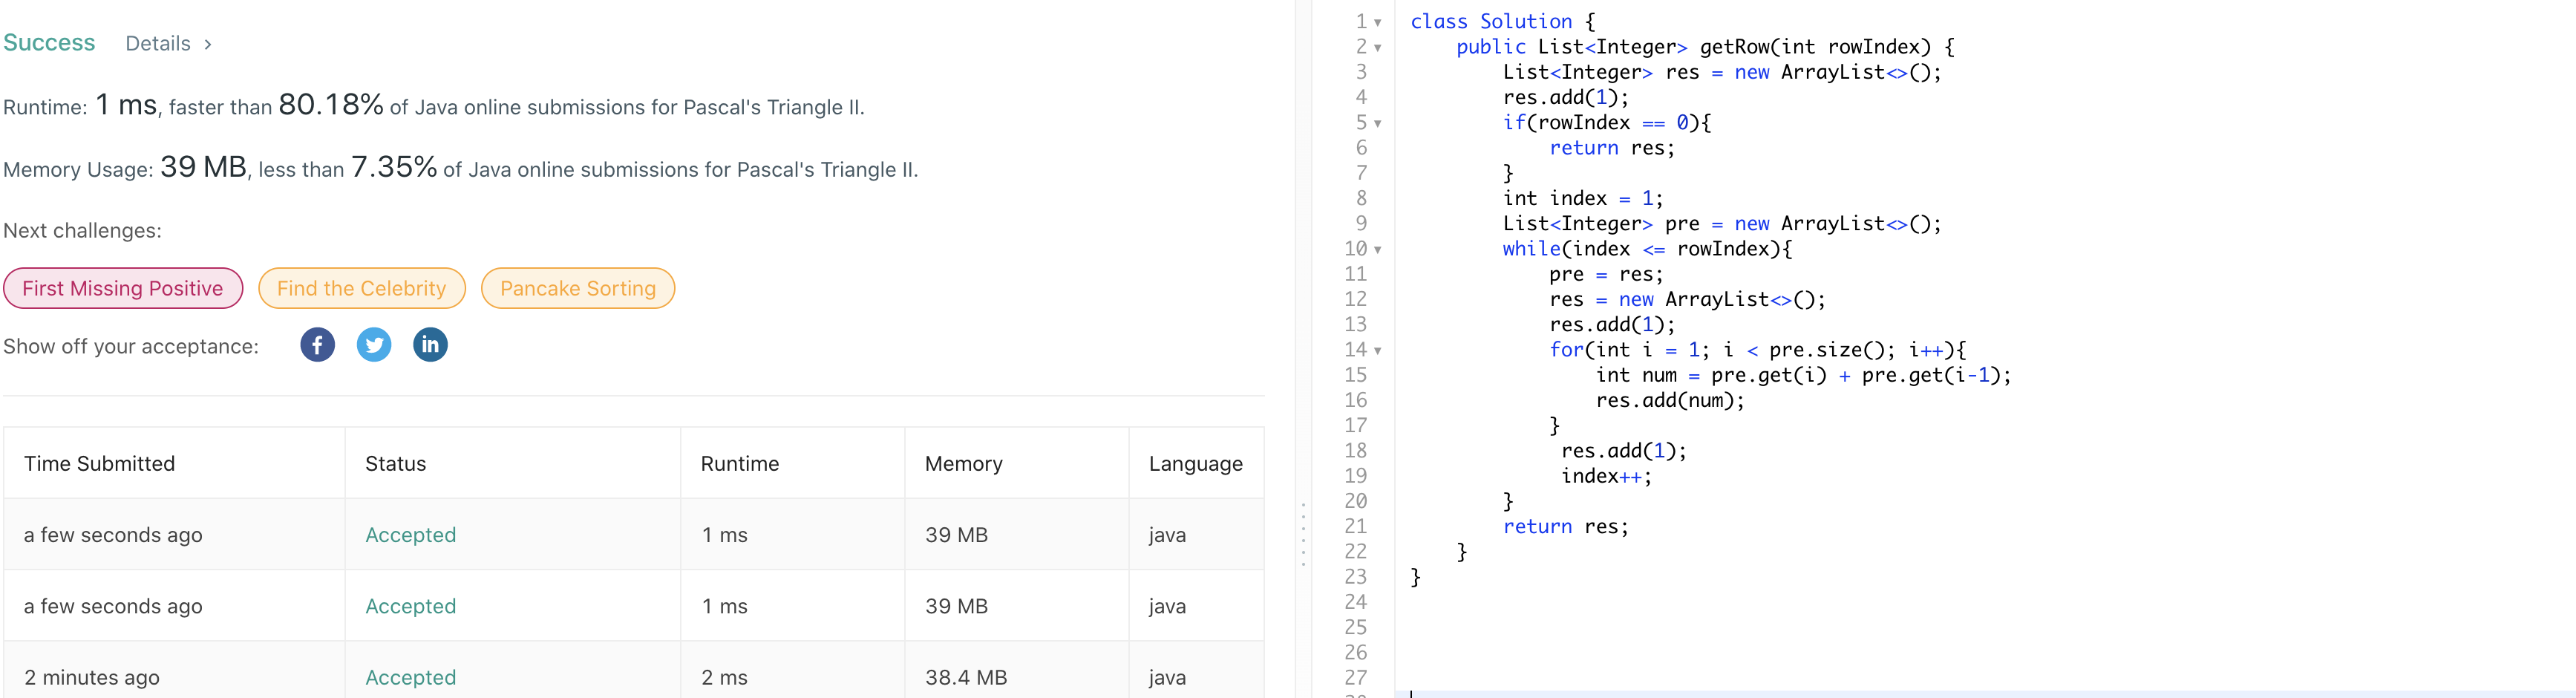 Success Details >
Runtime: 1 ms, faster than 80.18% of Java online submissions for Pascal's Triangle II.
Memory Usage: 39 MB, less than 7.35% of Java online submissions for Pascal's Triangle II.
Next challenges:
First Missing Positive Find the Celebrity Pancake Sorting
Show off your acceptance: f in
Time Submitted Status Runtime Memory Language
a few seconds ago Accepted 1 ms 39 MB java
a few seconds ago Accepted 1 ms 39 MB java
2 minutes ago Accepted 2 ms 38.4 MB java
1 class Solution {
2     public List<Integer> getRow(int rowIndex) {
3         List<Integer> res = new ArrayList<>();
4         res.add(1);
5         if(rowIndex == 0){
6             return res;
7         }
8         int index = 1;
9         List<Integer> pre = new ArrayList<>();
10         while(index <= rowIndex){
11             pre = res;
12             res = new ArrayList<>();
13             res.add(1);
14             for(int i = 1; i < pre.size(); i++){
15                 int num = pre.get(i) + pre.get(i-1);
16                 res.add(num);
17             }
18              res.add(1);
19              index++;
20         }
21         return res;
22     }
23 }
24
25
26
27